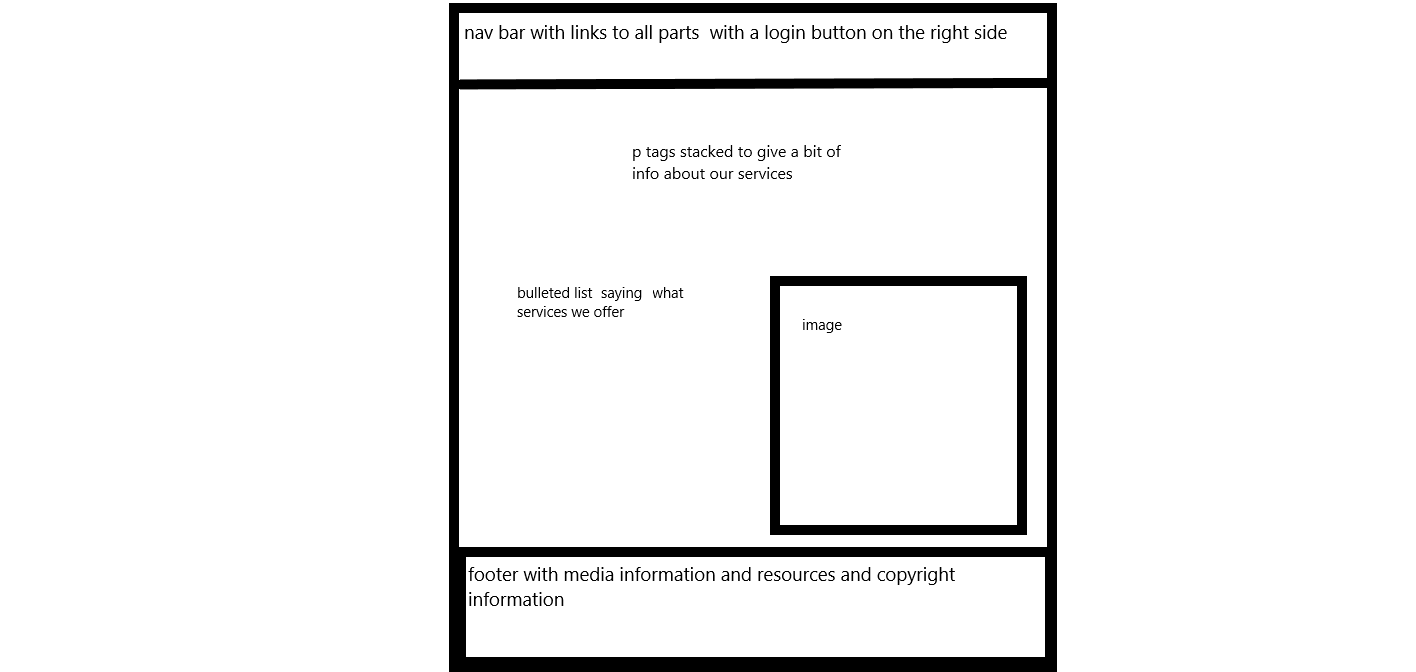 nav bar with links to all parts with a login button on the right side
p tags stacked to give a bit of
info about our services
bulleted list saying what
services we offer
image
footer with media information and resources and copyright
information